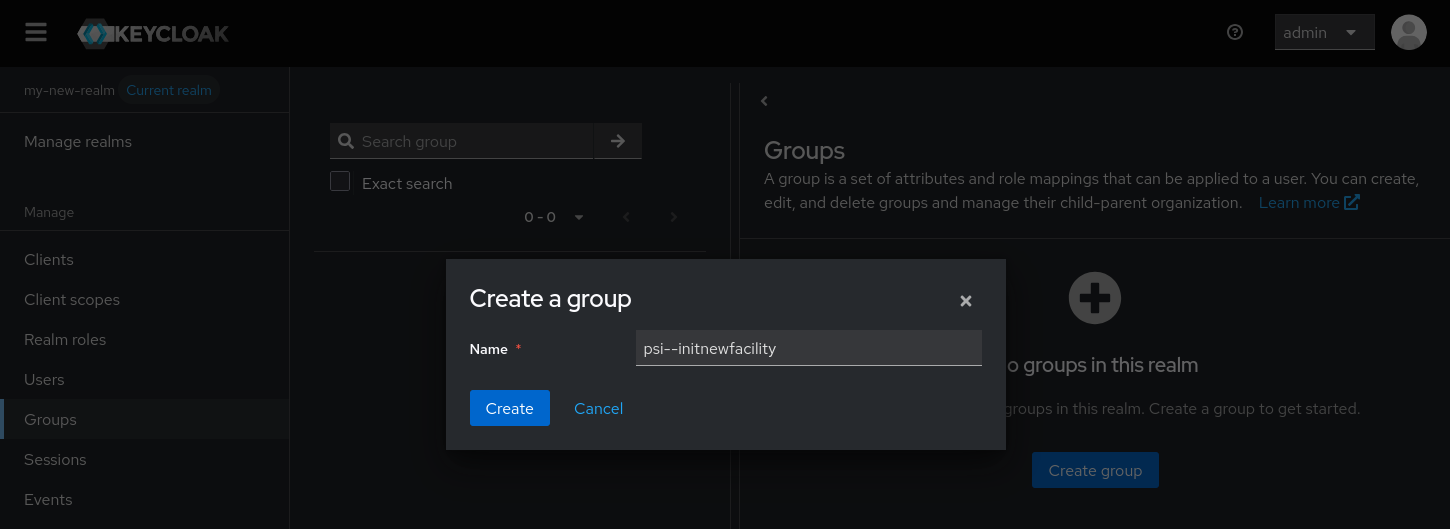 KEYCLOAK
admin
my-new-realm Current realm
Manage realms
Manage
Clients
Client scopes
Realm roles
Users
Groups
Sessions
Events
Search group
Exact search
0 - 0
Groups
A group is a set of attributes and role mappings that can be applied to a user. You can create,
edit, and delete groups and manage their child-parent organization. Learn more
Create a group
Name *
psi--initnewfacility
Create Cancel
groups in this realm
groups in this realm. Create a group to get started.
Create group